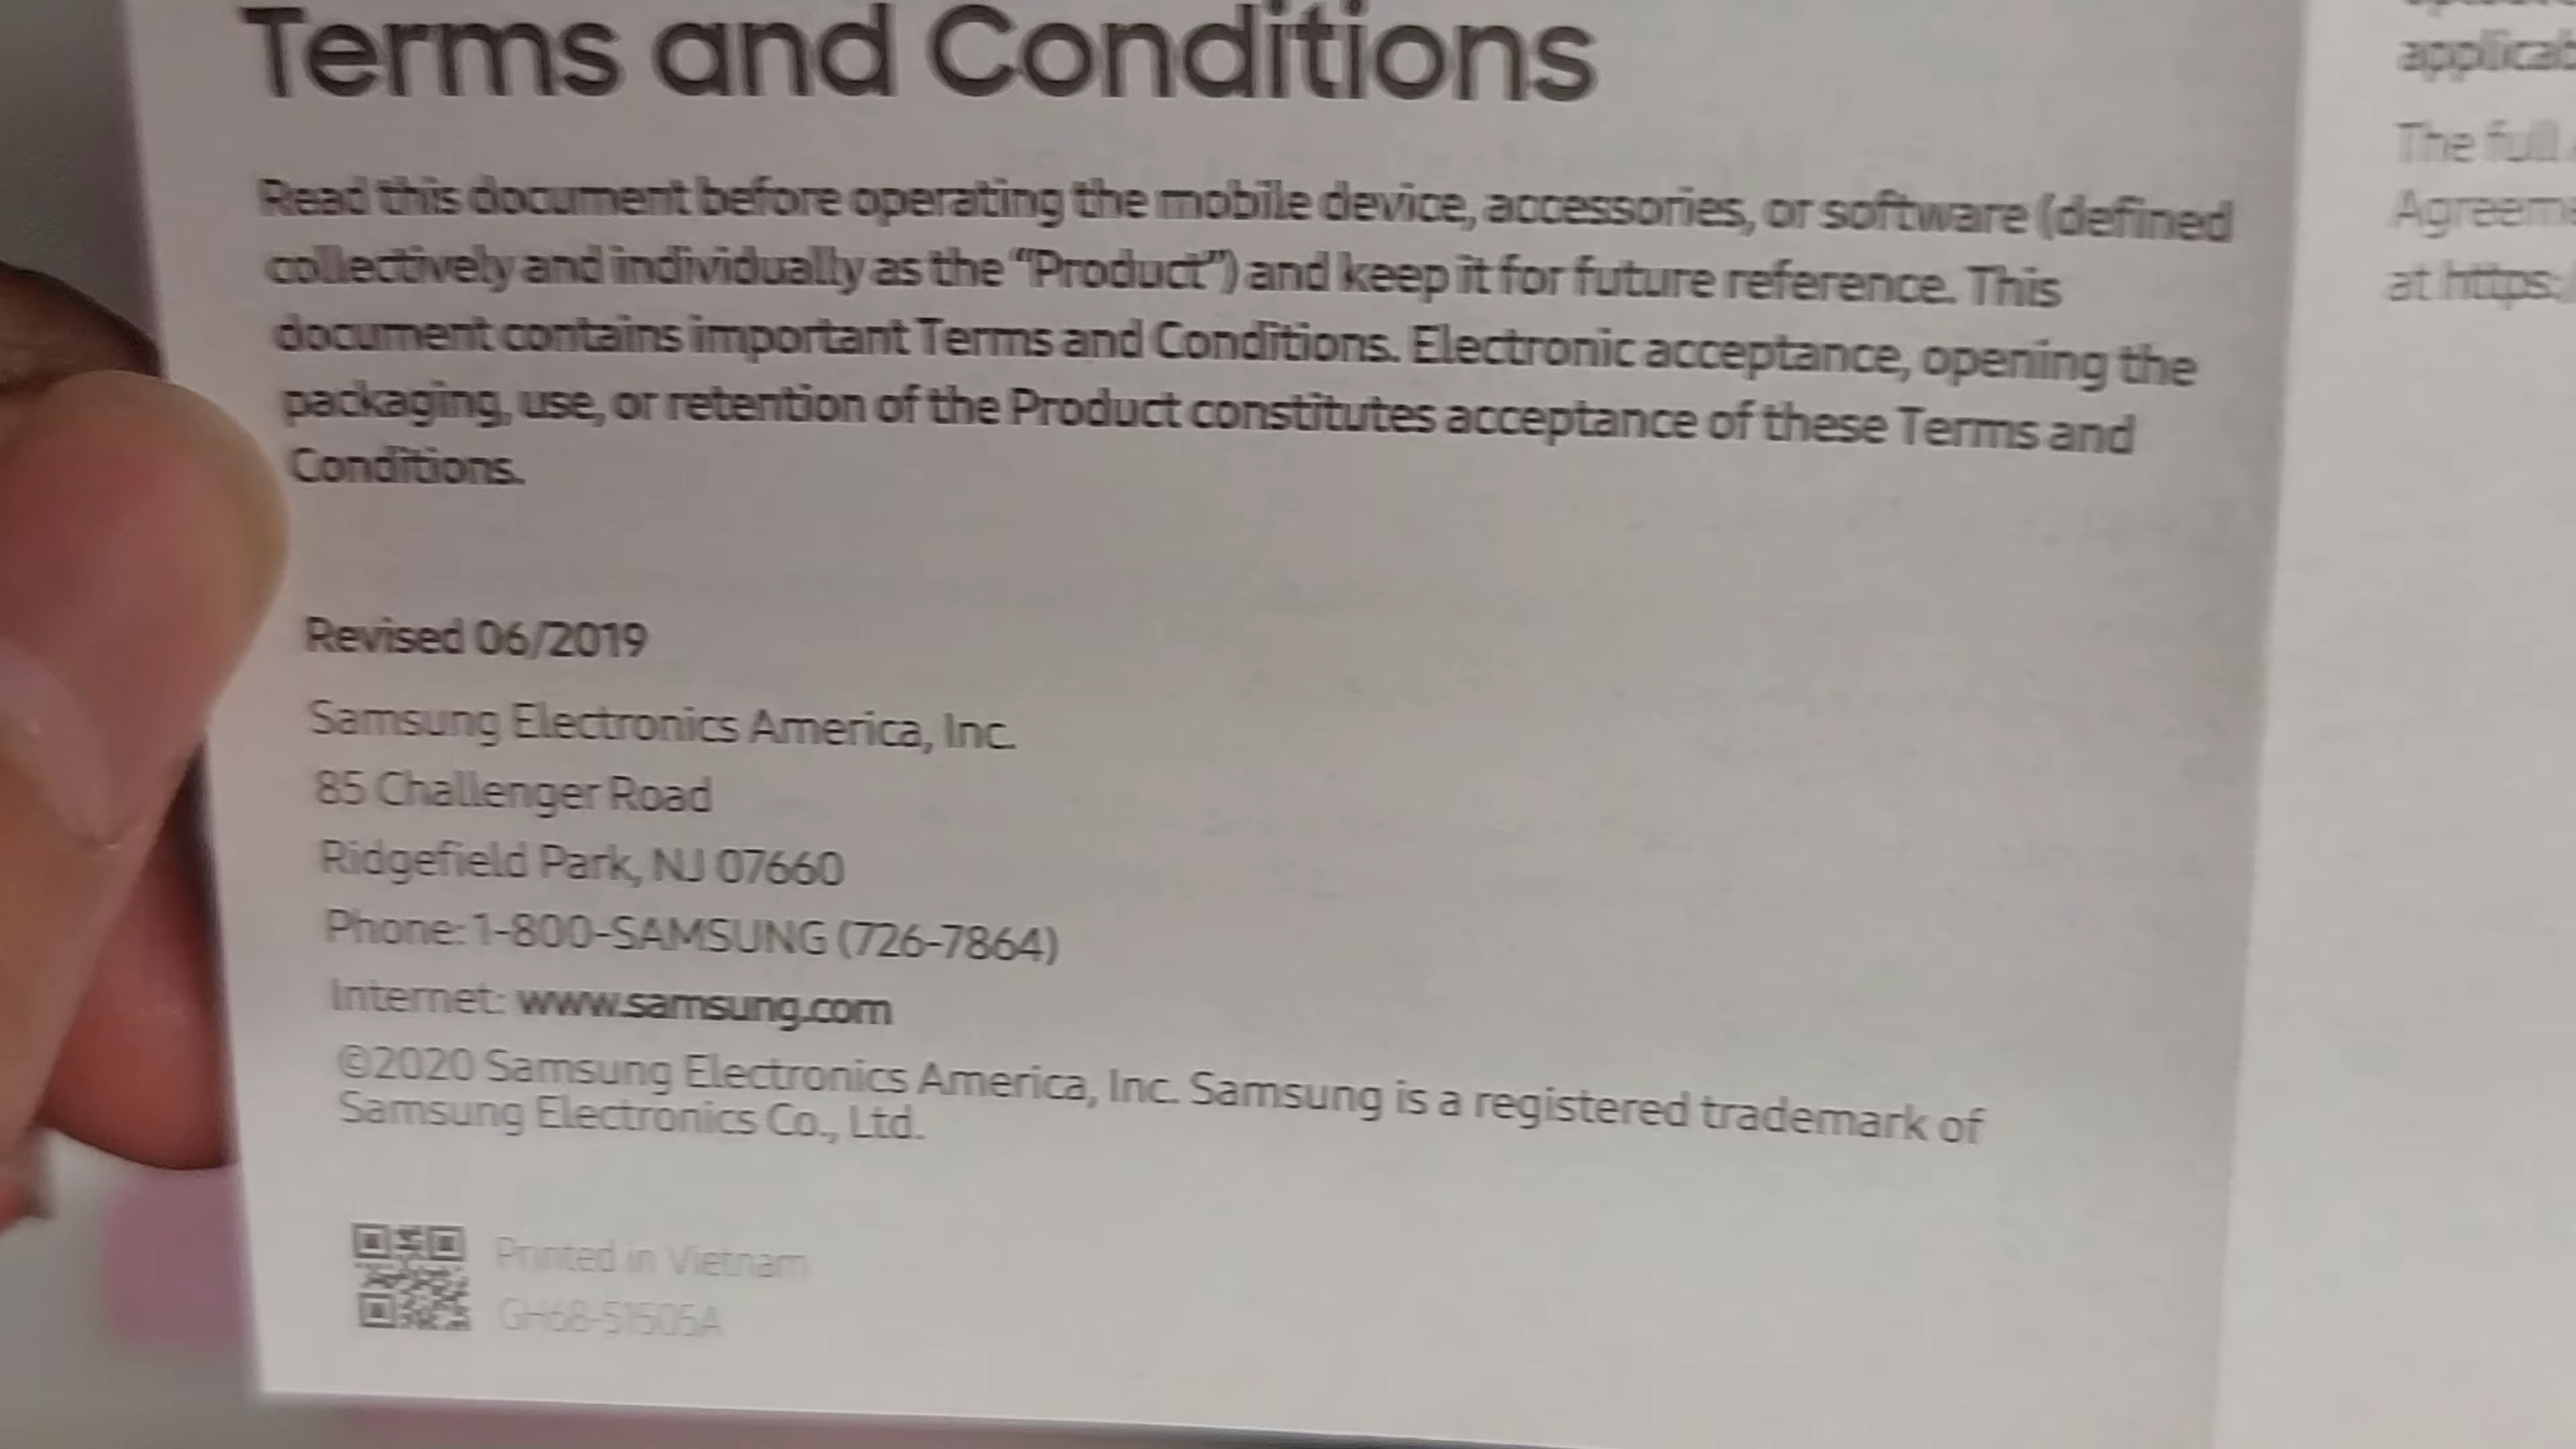 Terms and Conditions
Read this document before operating the mobile device, accessories, or software (defined
collectively and individually as the “Product”) and keep it for future reference. This
document contains important Terms and Conditions. Electronic acceptance, opening the
packaging, use, or retention of the Product constitutes acceptance of these Terms and
Conditions.
Revised 06/2019
Samsung Electronics America, Inc.
85 Challenger Road
Ridgefield Park, NJ 07660
Phone: 1-800-SAMSUNG (726-7864)
Internet: www.samsung.com
©2020 Samsung Electronics America, Inc. Samsung is a registered trademark of
Samsung Electronics Co., Ltd.
Printed in Vietnam
GH68-51505A
The full
at https:/